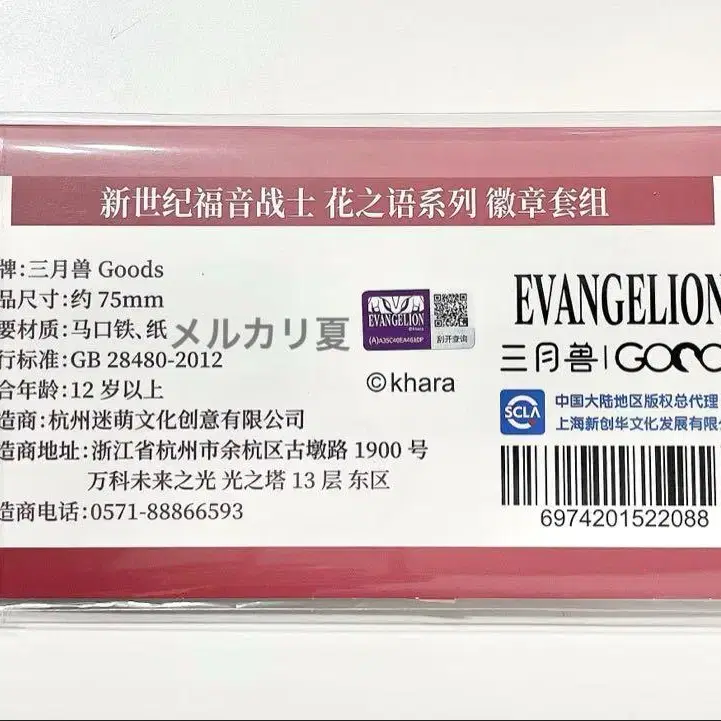 新世纪福音战士 花之语系列 徽章套组
牌:三月兽 Goods
品尺寸:约 75mm
要材质:马口铁、纸
メルカリ夏
行行标准:GB 28480-2012
合年龄:12 岁以上
造商:杭州迷萌文化创意有限公司
造商地址:浙江省杭州市余杭区古墩路 1900 号
万科未来之光 光之塔 13 层 东区
造商电话:0571-88866593
EVANGELION
刮开查询
©khara
EVANGELION
三月兽|GOO
SCLA
中国大陆地区版权总代理
上海新创华文化发展有限
6974201522088